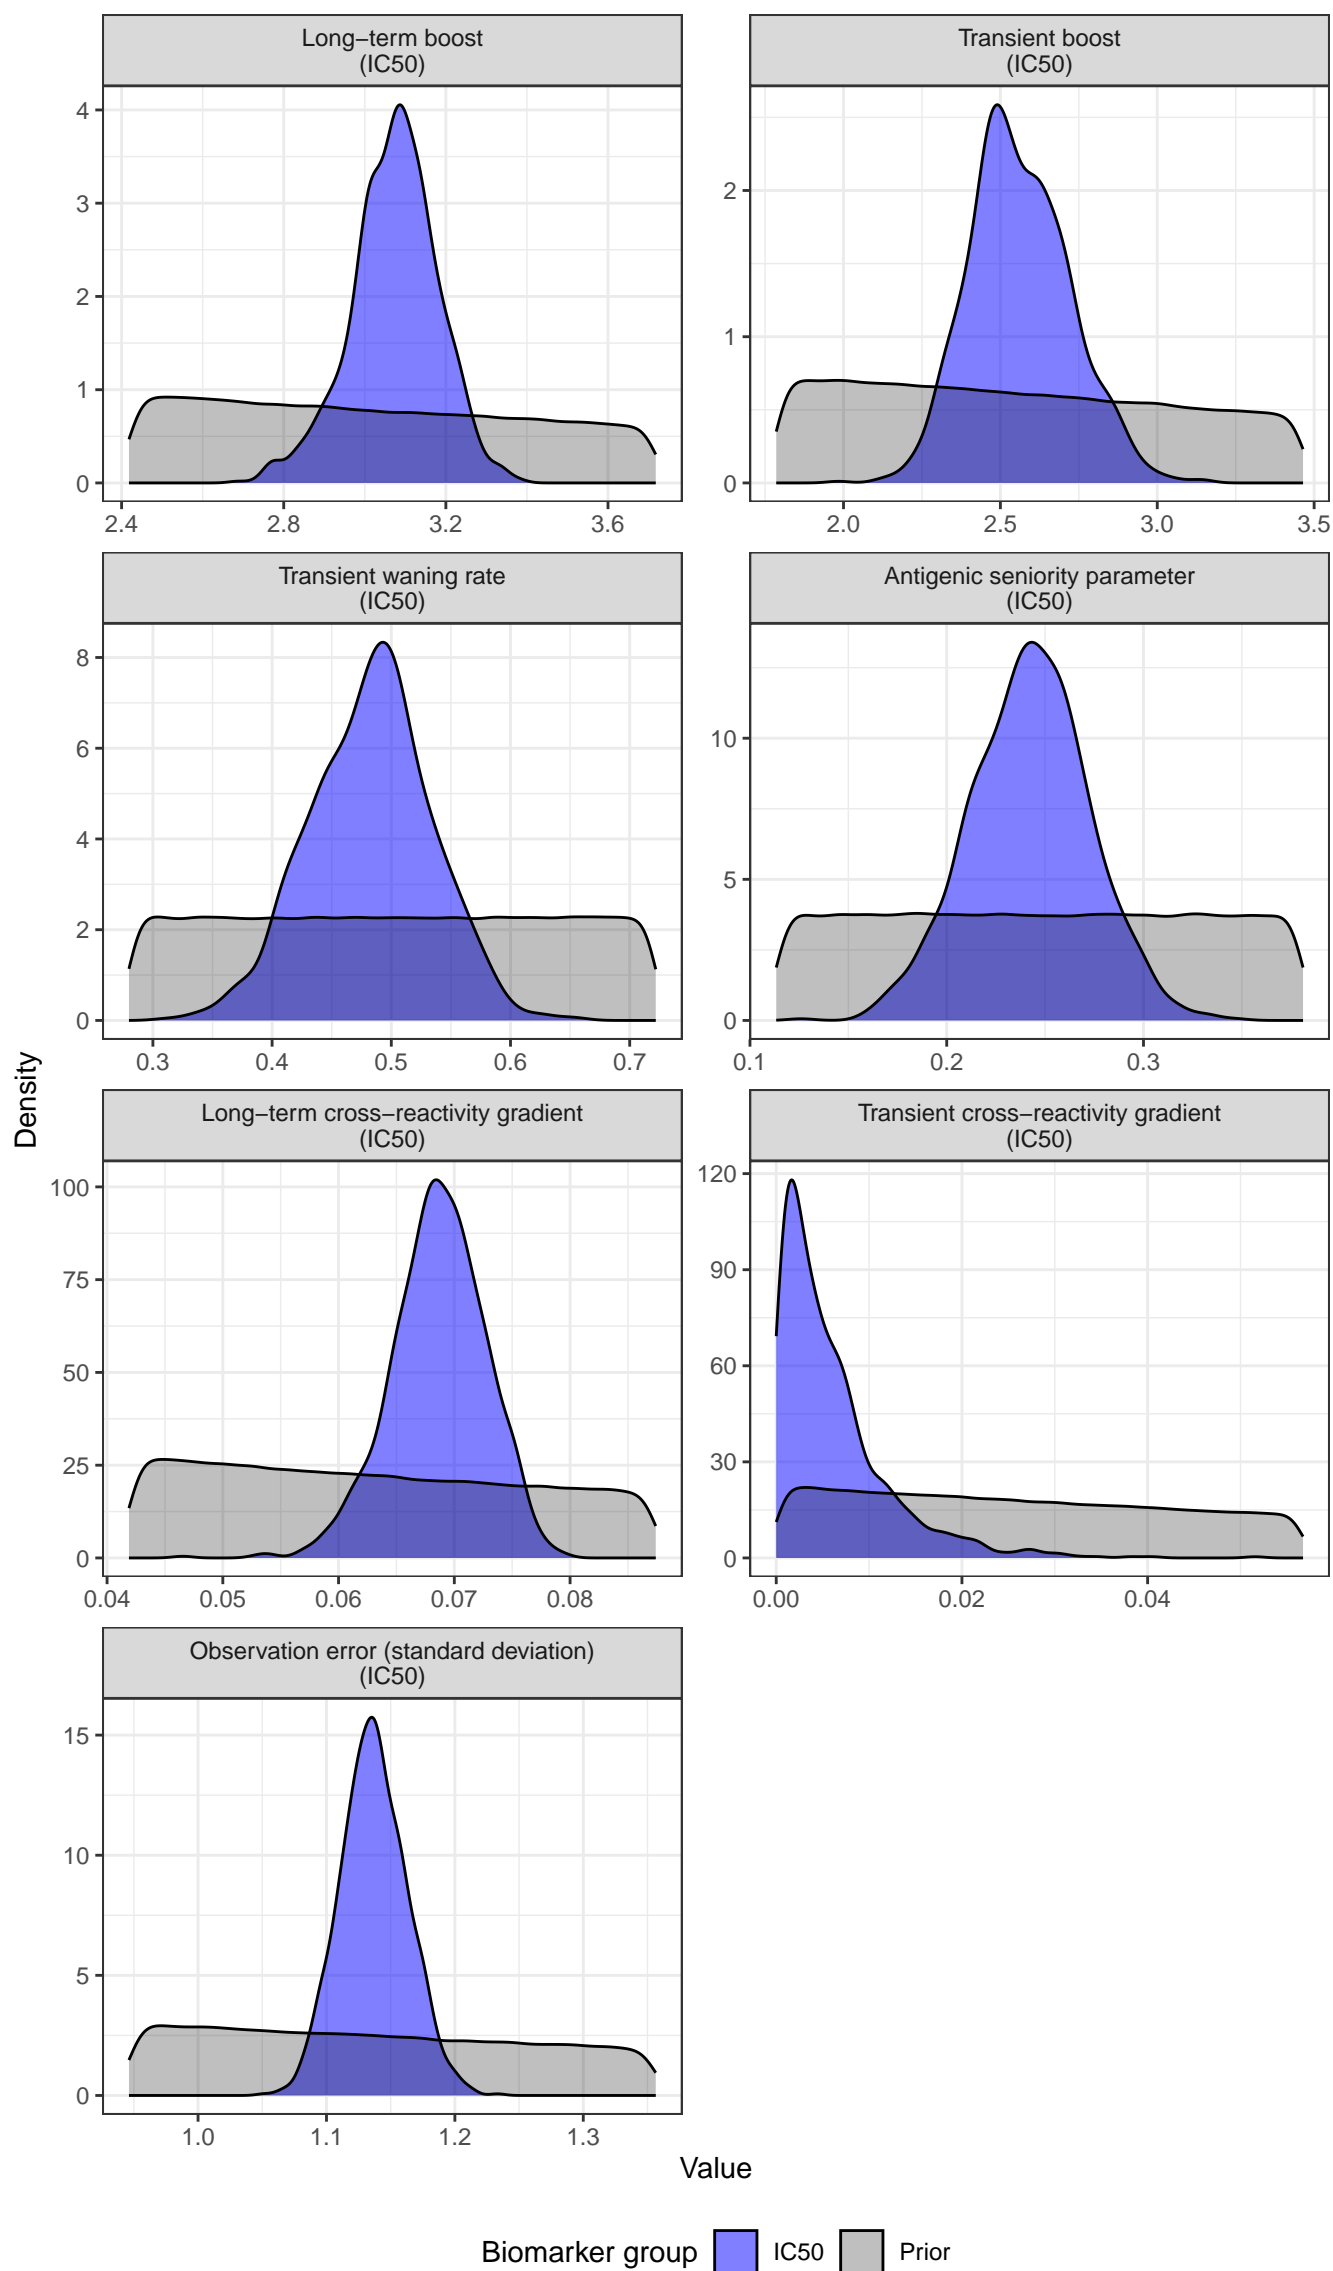 Long−term boost
(IC50)
Transient boost
(IC50)
4
3
2
1
0
2.4 2.8 3.2 3.6
2
1
0
2.0 2.5 3.0 3.5
Transient waning rate
(IC50)
Antigenic seniority parameter
(IC50)
8
6
4
2
0
0.3 0.4 0.5 0.6 0.7
10
5
0
0.1 0.2 0.3
Density
Long−term cross−reactivity gradient
(IC50)
Transient cross−reactivity gradient
(IC50)
100
75
50
25
0
0.04 0.05 0.06 0.07 0.08
120
90
60
30
0
0.00 0.02 0.04
Observation error (standard deviation)
(IC50)
15
10
5
0
1.0 1.1 1.2 1.3
Value
Biomarker group IC50 Prior